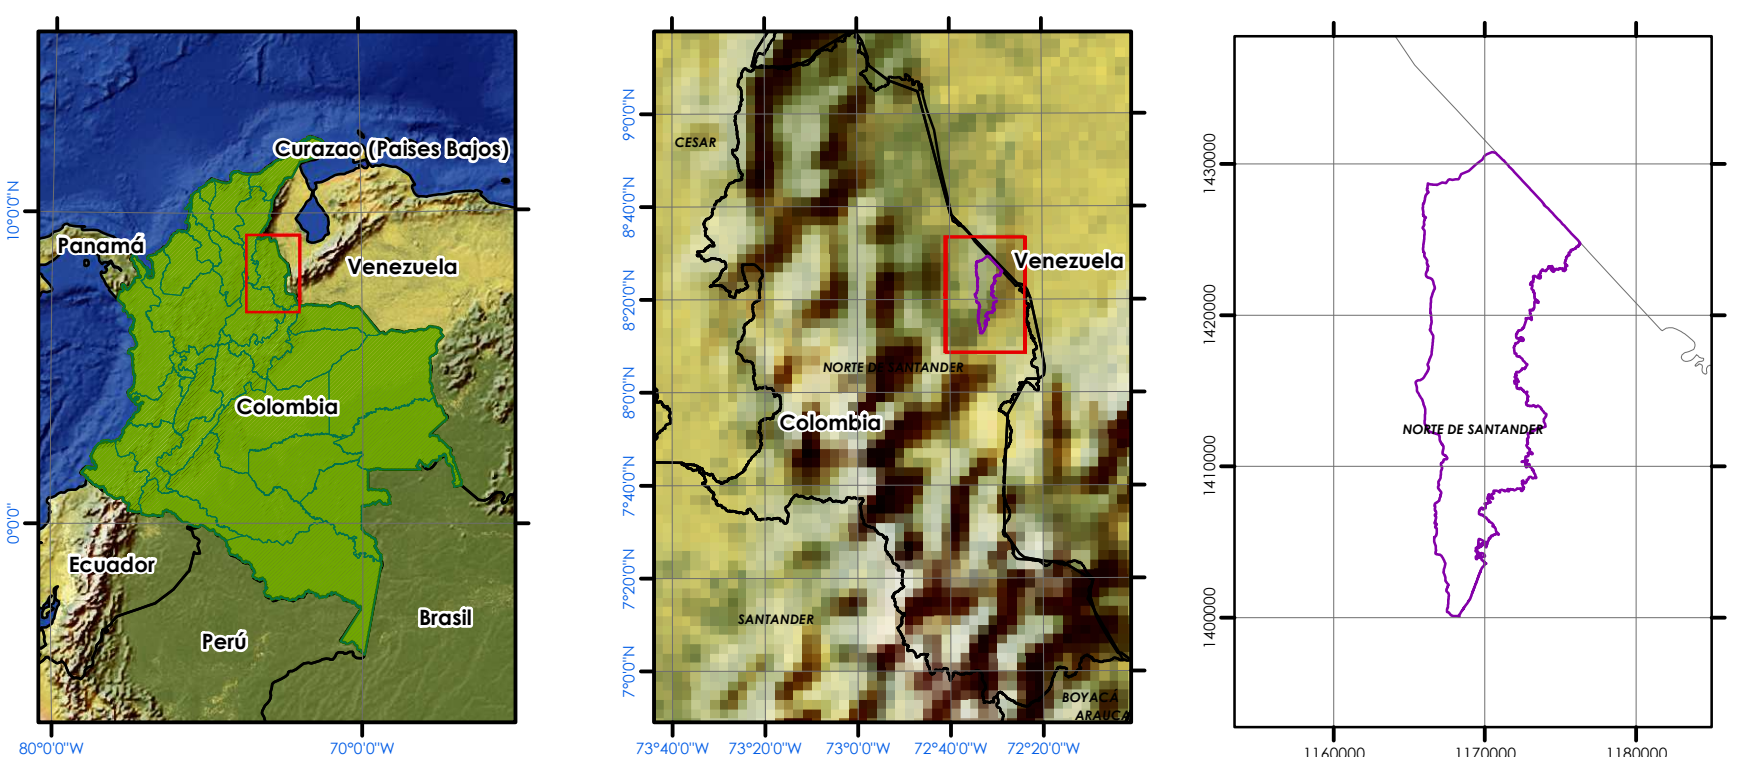 Curazao (Paises Bajos)
Panamá
Venezuela
Colombia
Ecuador
Perú
Brasil
10°0'0"N
0°0'0"
80°0'0"W
70°0'0"W
CESAR
Venezuela
NORTE DE SANTANDER
Colombia
SANTANDER
BOYACÁ
ARAUCA
9°0'0"N
8°40'0"N
8°20'0"N
8°0'0"N
7°40'0"N
7°20'0"N
7°0'0"N
73°40'0"W
73°20'0"W
73°0'0"W
72°40'0"W
72°20'0"W
NORTE DE SANTANDER
1430000
1420000
1410000
1400000
1160000
1170000
1180000